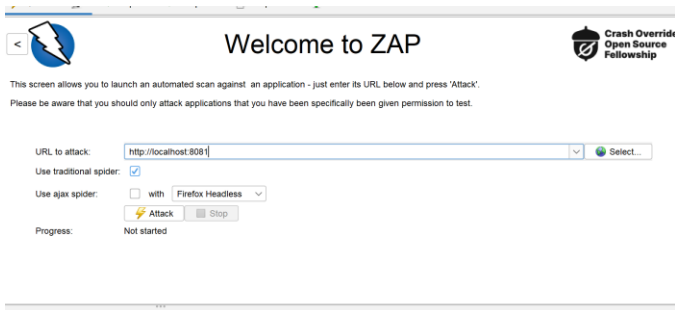 <
Welcome to ZAP
Crash Override
Open Source
Fellowship
This screen allows you to launch an automated scan against an application - just enter its URL below and press 'Attack'.
Please be aware that you should only attack applications that you have been specifically been given permission to test.
URL to attack: http://localhost:8081 Select...
Use traditional spider:
Use ajax spider: with Firefox Headless
Attack Stop
Progress: Not started